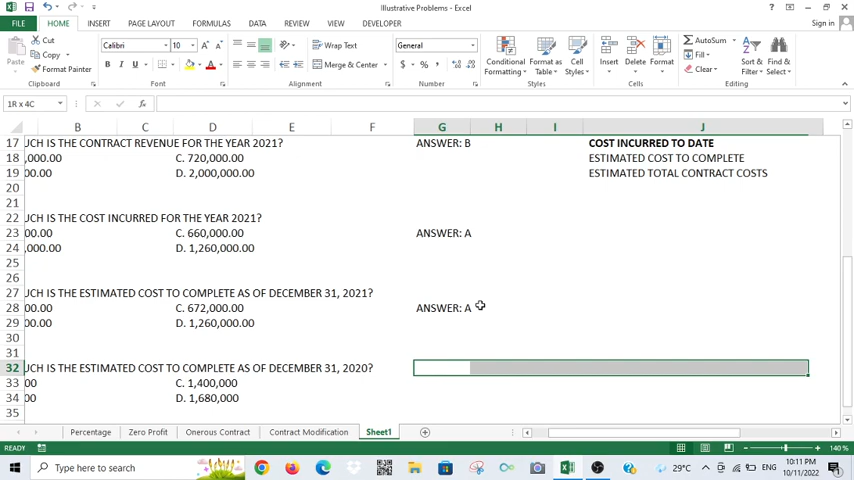 Illustrative Problems - Excel
FILE HOME INSERT PAGE LAYOUT FORMULAS DATA REVIEW VIEW DEVELOPER Sign in
Cut
Copy
Format Painter
Paste
Clipboard
Calibri 10
B I U
Font
Wrap Text
Merge & Center
Alignment
General
$ % ,
Number
Conditional Formatting
Format as Table
Cell Styles
Styles
Insert Delete Format
Cells
AutoSum
Fill
Clear
Sort & Filter
Find & Select
Editing
1R x 4C
B C D E F G H I J
17 UCH IS THE CONTRACT REVENUE FOR THE YEAR 2021? ANSWER: B COST INCURRED TO DATE
18 ,000.00 C. 720,000.00 ESTIMATED COST TO COMPLETE
19 00.00 D. 2,000,000.00 ESTIMATED TOTAL CONTRACT COSTS
20
21
22 UCH IS THE COST INCURRED FOR THE YEAR 2021?
23 00.00 C. 660,000.00 ANSWER: A
24 ,000.00 D. 1,260,000.00
25
26
27 UCH IS THE ESTIMATED COST TO COMPLETE AS OF DECEMBER 31, 2021?
28 00.00 C. 672,000.00 ANSWER: A
29 00.00 D. 1,260,000.00
30
31
32 UCH IS THE ESTIMATED COST TO COMPLETE AS OF DECEMBER 31, 2020?
33 00 C. 1,400,000
34 00 D. 1,680,000
35
Percentage Zero Profit Onerous Contract Contract Modification Sheet1
READY 140 %
Type here to search
29°C ENG 10:11 PM
10/11/2022